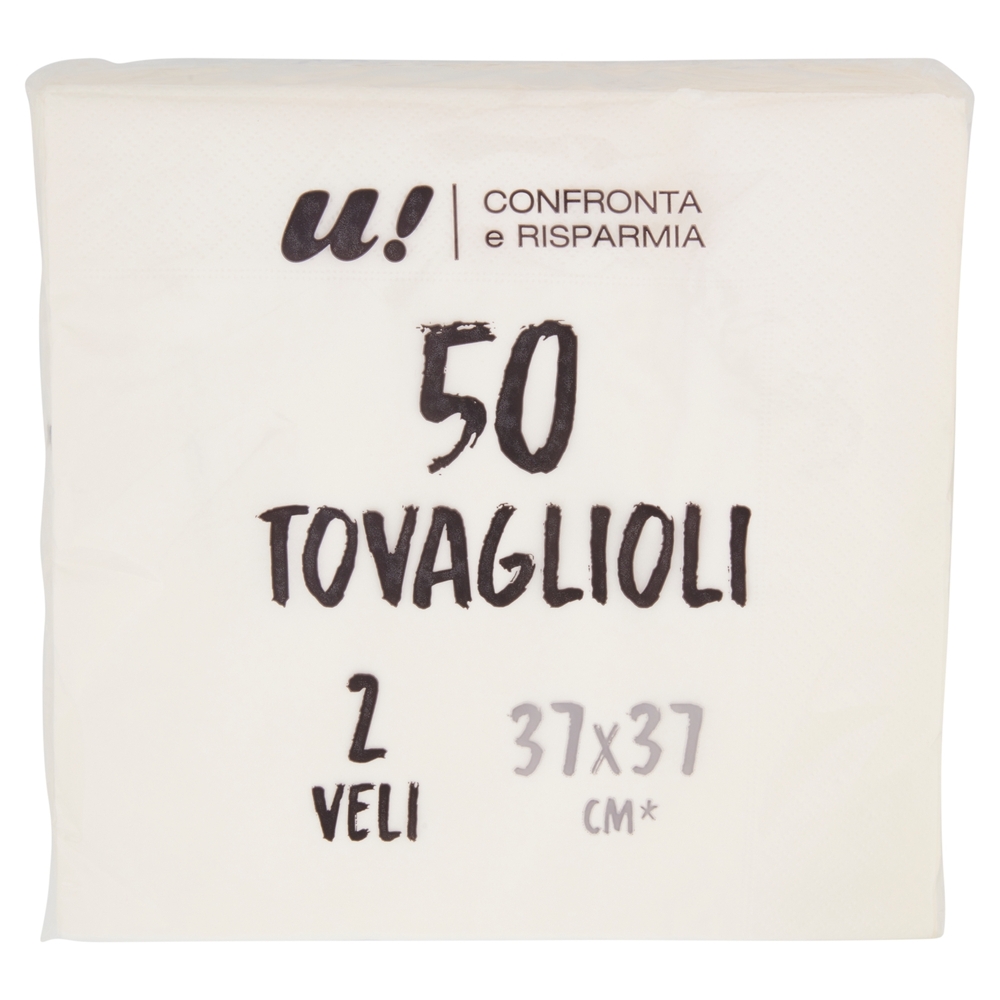 u! | CONFRONTA
e RISPARMIA
50
TOVAGLIOLI
2
VELI
37x37
CM*